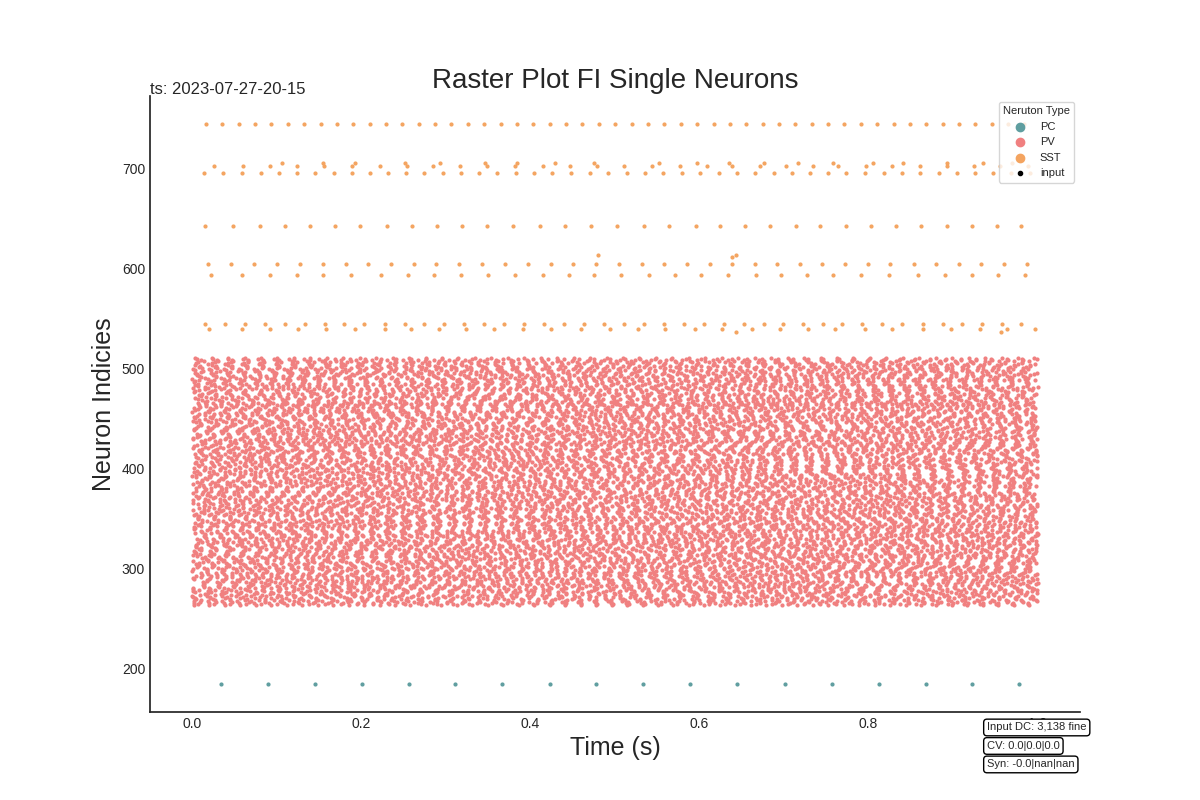 Raster Plot FI Single Neurons
ts: 2023-07-27-20-15
Neruton Type
PC
PV
SST
input
Neuron Indicies
700
600
500
400
300
200
0.0 0.2 0.4 0.6 0.8
Time (s)
Input DC: 3,138 fine
CV: 0.0|0.0|0.0
Syn: -0.0|nan|nan